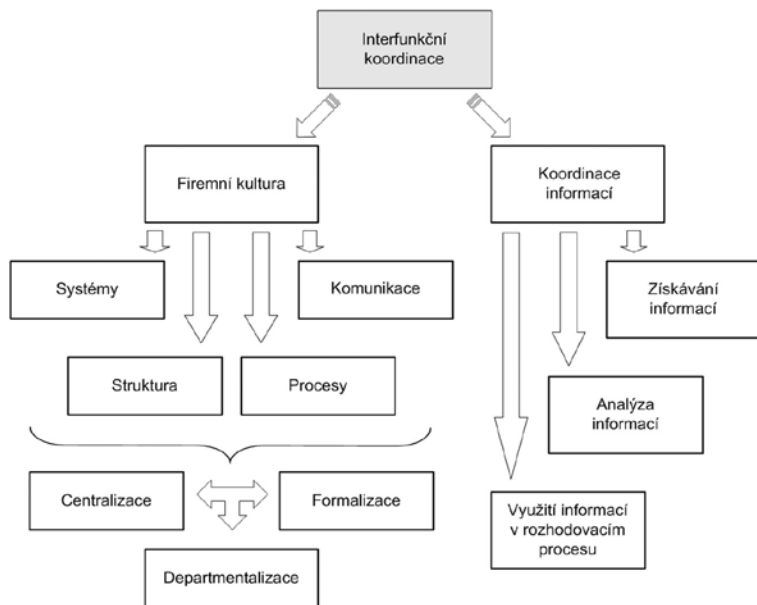 Interfunkční
koordinace
Firemní kultura
Koordinace
informací
Systémy
Komunikace
Získávání
informací
Struktura
Procesy
Analýza
informací
Centralizace
Formalizace
Využití informací
v rozhodovacím
procesu
Departmentalizace